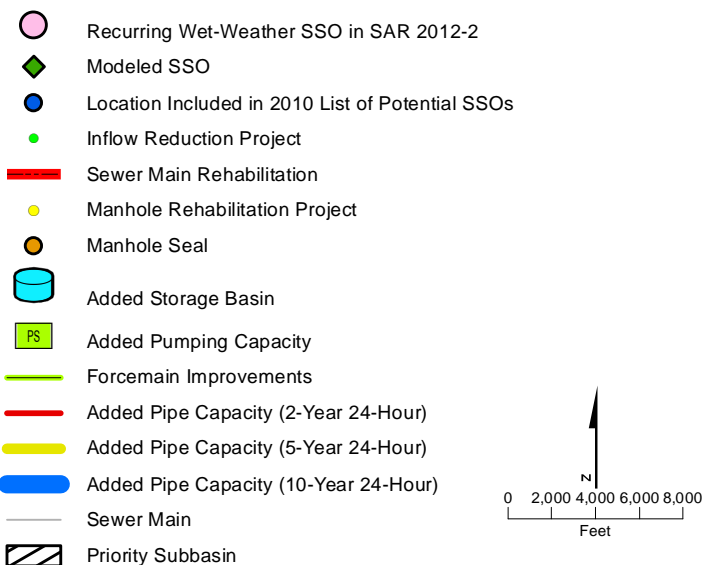 Recurring Wet-Weather SSO in SAR 2012-2
Modeled SSO
Location Included in 2010 List of Potential SSOs
Inflow Reduction Project
Sewer Main Rehabilitation
Manhole Rehabilitation Project
Manhole Seal
Added Storage Basin
PS
Added Pumping Capacity
Forcemain Improvements
Added Pipe Capacity (2-Year 24-Hour)
Added Pipe Capacity (5-Year 24-Hour)
Added Pipe Capacity (10-Year 24-Hour)
Sewer Main
Priority Subbasin
N
0 2,000 4,000 6,000 8,000
Feet